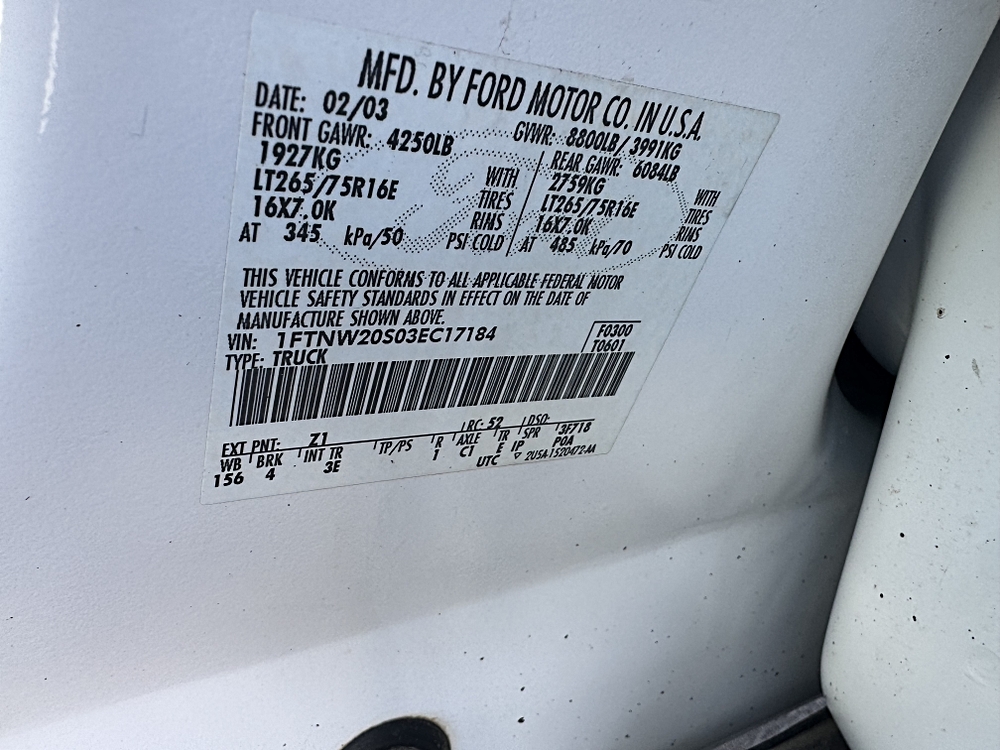 MFD. BY FORD MOTOR CO. IN U.S.A.
DATE: 02/03 GVWR: 8800LB/ 3991KG
FRONT GAWR: 4250LB REAR GAWR: 6084LB
1927KG WITH 2759KG WITH
LT265/75R16E TIRES LT265/75R16E TIRES
16X7.0K RIMS 16X7.0K RIMS
AT 345 kPa/50 PSI COLD AT 485 kPa/70 PSI COLD
THIS VEHICLE CONFORMS TO ALL APPLICABLE FEDERAL MOTOR
VEHICLE SAFETY STANDARDS IN EFFECT ON THE DATE OF
MANUFACTURE SHOWN ABOVE.
VIN: 1FTNW20S03EC17184 F0300
TYPE: TRUCK T0601
EXT PNT: Z1 RC: 52 DSO:
WB BRK INT TR TP/PS R AXLE TR SPR 3F718
156 4 3E 1 C1 E IP POA
UTC ▽ 2U5A-1520472-AA